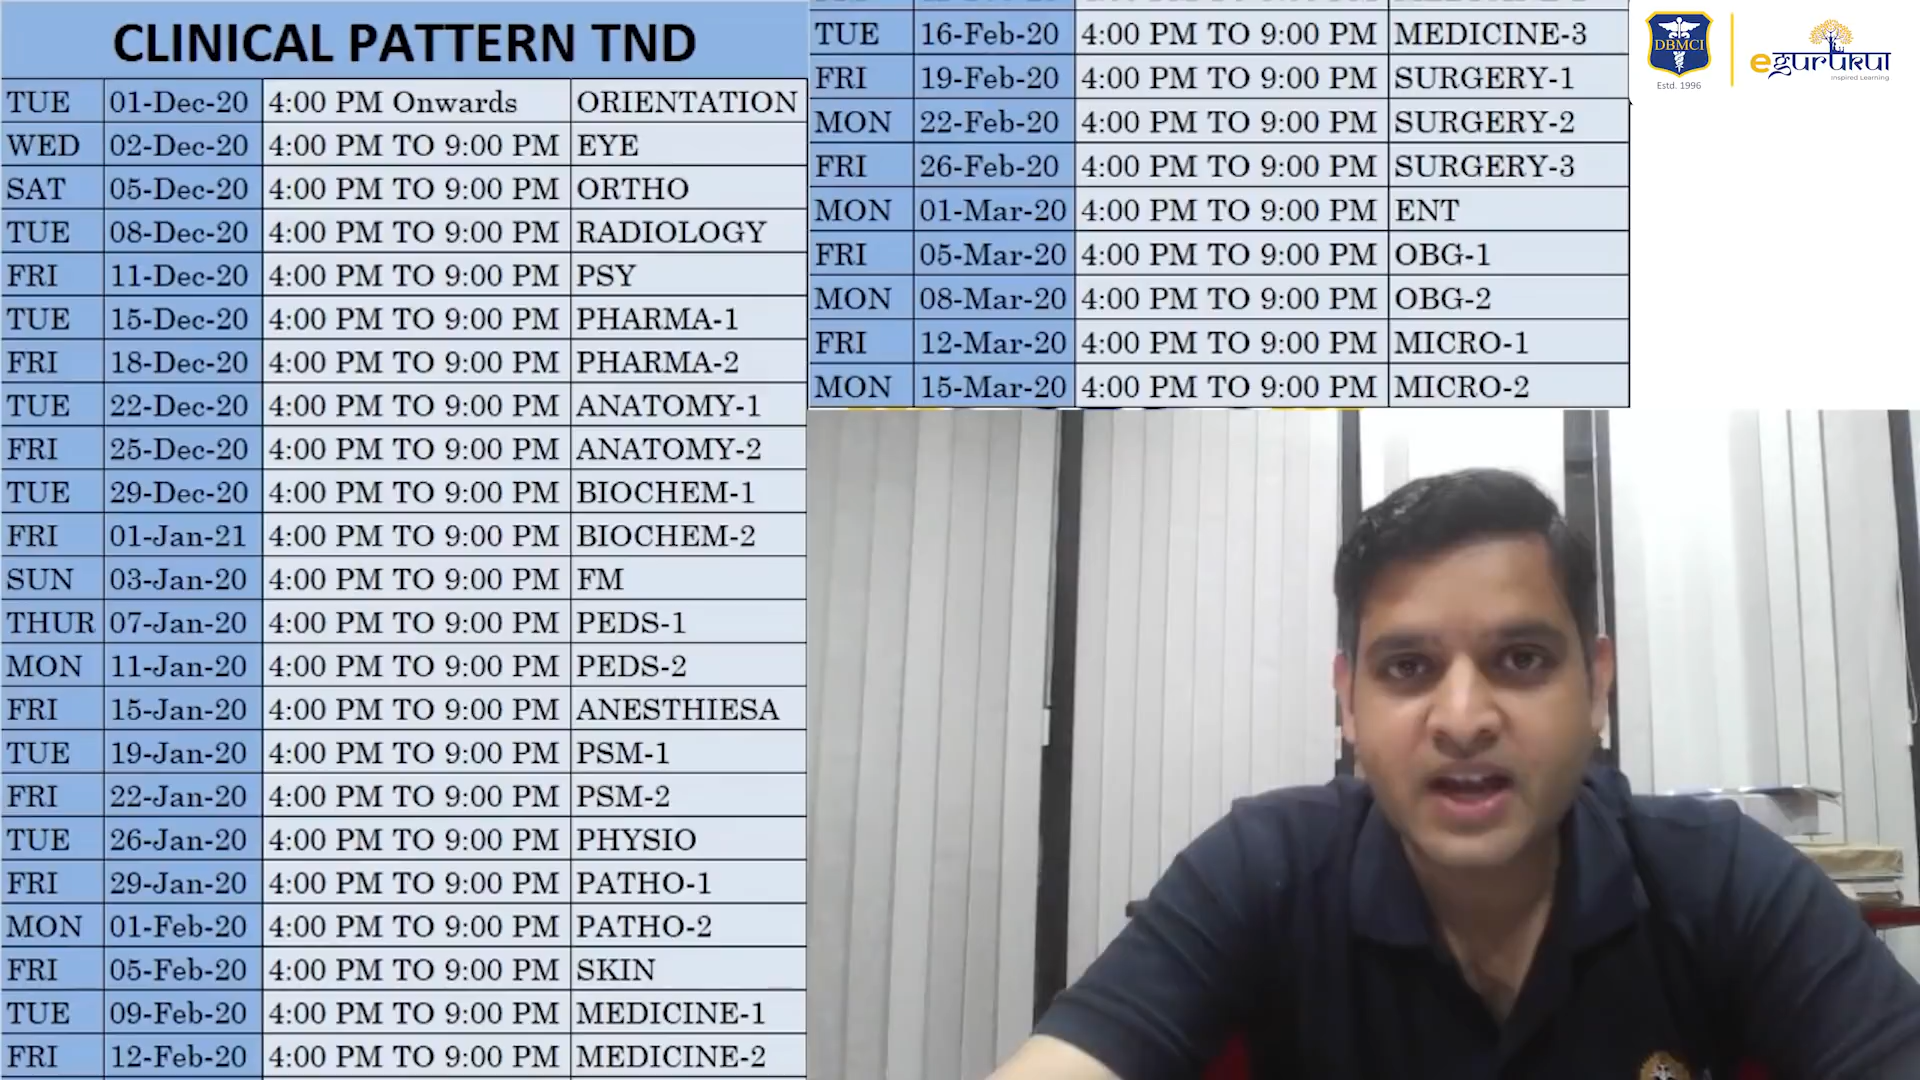 CLINICAL PATTERN TND
TUE 01-Dec-20 4:00 PM Onwards ORIENTATION
WED 02-Dec-20 4:00 PM TO 9:00 PM EYE
SAT 05-Dec-20 4:00 PM TO 9:00 PM ORTHO
TUE 08-Dec-20 4:00 PM TO 9:00 PM RADIOLOGY
FRI 11-Dec-20 4:00 PM TO 9:00 PM PSY
TUE 15-Dec-20 4:00 PM TO 9:00 PM PHARMA-1
FRI 18-Dec-20 4:00 PM TO 9:00 PM PHARMA-2
TUE 22-Dec-20 4:00 PM TO 9:00 PM ANATOMY-1
FRI 25-Dec-20 4:00 PM TO 9:00 PM ANATOMY-2
TUE 29-Dec-20 4:00 PM TO 9:00 PM BIOCHEM-1
FRI 01-Jan-21 4:00 PM TO 9:00 PM BIOCHEM-2
SUN 03-Jan-20 4:00 PM TO 9:00 PM FM
THUR 07-Jan-20 4:00 PM TO 9:00 PM PEDS-1
MON 11-Jan-20 4:00 PM TO 9:00 PM PEDS-2
FRI 15-Jan-20 4:00 PM TO 9:00 PM ANESTHIESA
TUE 19-Jan-20 4:00 PM TO 9:00 PM PSM-1
FRI 22-Jan-20 4:00 PM TO 9:00 PM PSM-2
TUE 26-Jan-20 4:00 PM TO 9:00 PM PHYSIO
FRI 29-Jan-20 4:00 PM TO 9:00 PM PATHO-1
MON 01-Feb-20 4:00 PM TO 9:00 PM PATHO-2
FRI 05-Feb-20 4:00 PM TO 9:00 PM SKIN
TUE 09-Feb-20 4:00 PM TO 9:00 PM MEDICINE-1
FRI 12-Feb-20 4:00 PM TO 9:00 PM MEDICINE-2
TUE 16-Feb-20 4:00 PM TO 9:00 PM MEDICINE-3
FRI 19-Feb-20 4:00 PM TO 9:00 PM SURGERY-1
MON 22-Feb-20 4:00 PM TO 9:00 PM SURGERY-2
FRI 26-Feb-20 4:00 PM TO 9:00 PM SURGERY-3
MON 01-Mar-20 4:00 PM TO 9:00 PM ENT
FRI 05-Mar-20 4:00 PM TO 9:00 PM OBG-1
MON 08-Mar-20 4:00 PM TO 9:00 PM OBG-2
FRI 12-Mar-20 4:00 PM TO 9:00 PM MICRO-1
MON 15-Mar-20 4:00 PM TO 9:00 PM MICRO-2
DBMCI
Estd. 1996
egurukul
Inspired Learning